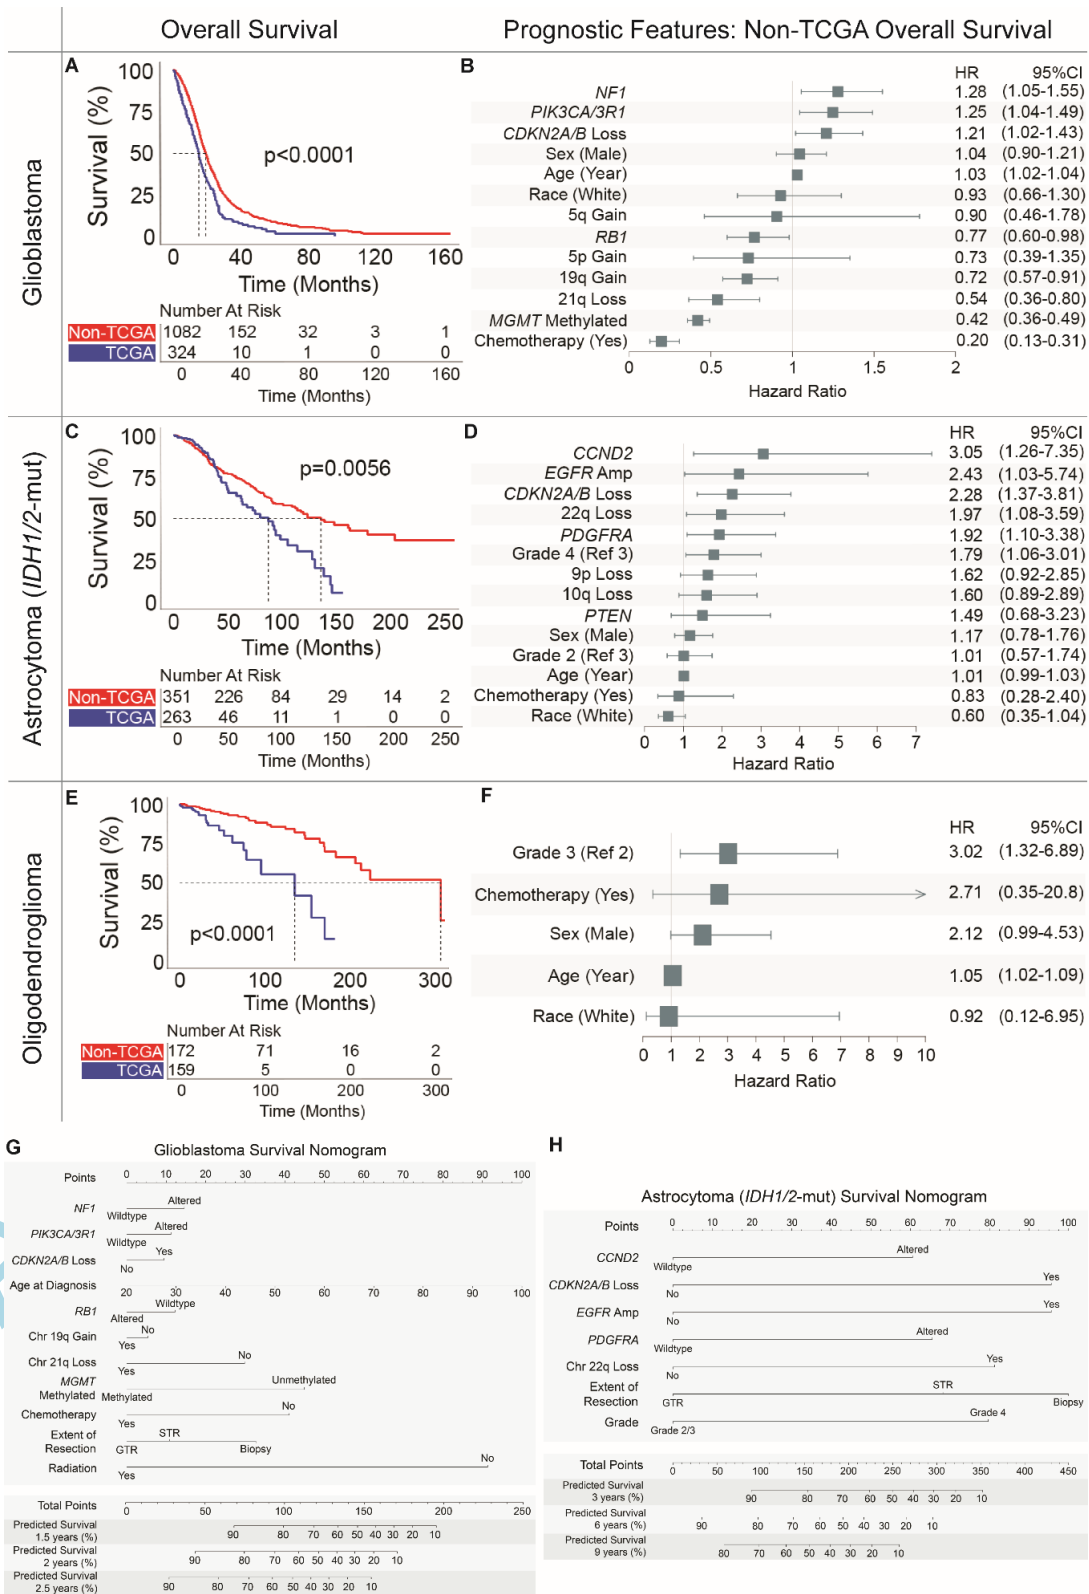 Overall Survival
Prognostic Features: Non-TCGA Overall Survival
Glioblastoma
A
Survival (%)
100
75
50
25
0
p<0.0001
0 40 80 120 160
Time (Months)
Number At Risk
Non-TCGA 1082 152 32 3 1
TCGA 324 10 1 0 0
0 40 80 120 160
Time (Months)
B
HR 95%CI
NF1 1.28 (1.05-1.55)
PIK3CA/3R1 1.25 (1.04-1.49)
CDKN2A/B Loss 1.21 (1.02-1.43)
Sex (Male) 1.04 (0.90-1.21)
Age (Year) 1.03 (1.02-1.04)
Race (White) 0.93 (0.66-1.30)
5q Gain 0.90 (0.46-1.78)
RB1 0.77 (0.60-0.98)
5p Gain 0.73 (0.39-1.35)
19q Gain 0.72 (0.57-0.91)
21q Loss 0.54 (0.36-0.80)
MGMT Methylated 0.42 (0.36-0.49)
Chemotherapy (Yes) 0.20 (0.13-0.31)
0.5 1 1.5 2
Hazard Ratio
Astrocytoma (IDH1/2-mut)
C
Survival (%)
100
75
50
25
0
p=0.0056
0 50 100 150 200 250
Time (Months)
Number At Risk
Non-TCGA 351 226 84 29 14 2
TCGA 263 46 11 1 0 0
0 50 100 150 200 250
Time (Months)
D
HR 95%CI
CCND2 3.05 (1.26-7.35)
EGFR Amp 2.43 (1.03-5.74)
CDKN2A/B Loss 2.28 (1.37-3.81)
22q Loss 1.97 (1.08-3.59)
PDGFRA 1.92 (1.10-3.38)
Grade 4 (Ref 3) 1.79 (1.06-3.01)
9p Loss 1.62 (0.92-2.85)
10q Loss 1.60 (0.89-2.89)
PTEN 1.49 (0.68-3.23)
Sex (Male) 1.17 (0.78-1.76)
Grade 2 (Ref 3) 1.01 (0.57-1.74)
Age (Year) 1.01 (0.99-1.03)
Chemotherapy (Yes) 0.83 (0.28-2.40)
Race (White) 0.60 (0.35-1.04)
0 1 2 3 4 5 6 7
Hazard Ratio
Oligodendroglioma
E
Survival (%)
100
75
50
25
0
p<0.0001
0 100 200 300
Time (Months)
Number At Risk
Non-TCGA 172 71 16 2
TCGA 159 5 0 0
0 100 200 300
Time (Months)
F
HR 95%CI
Grade 3 (Ref 2) 3.02 (1.32-6.89)
Chemotherapy (Yes) 2.71 (0.35-20.8)
Sex (Male) 2.12 (0.99-4.53)
Age (Year) 1.05 (1.02-1.09)
Race (White) 0.92 (0.12-6.95)
0 1 2 3 4 5 6 7 8 9 10
Hazard Ratio
G
Glioblastoma Survival Nomogram
Points 0 10 20 30 40 50 60 70 80 90 100
NF1 Wildtype Altered
PIK3CA/3R1 Wildtype Altered
CDKN2A/B Loss No Yes
Age at Diagnosis 20 30 40 50 60 70 80 90 100
RB1 Altered Wildtype
Chr 19q Gain Yes No
Chr 21q Loss Yes No
MGMT Methylated Methylated Unmethylated
Chemotherapy Yes No
Extent of Resection GTR STR Biopsy
Radiation Yes No
Total Points 0 50 100 150 200 250
Predicted Survival 1.5 years (%) 90 80 70 60 50 40 30 20 10
Predicted Survival 2 years (%) 90 80 70 60 50 40 30 20 10
Predicted Survival 2.5 years (%) 90 80 70 60 50 40 30 20 10
H
Astrocytoma (IDH1/2-mut) Survival Nomogram
Points 0 10 20 30 40 50 60 70 80 90 100
CCND2 Wildtype Altered
CDKN2A/B Loss No Yes
EGFR Amp No Yes
PDGFRA Wildtype Altered
Chr 22q Loss No Yes
Extent of Resection GTR STR Biopsy
Grade Grade 2/3 Grade 4
Total Points 0 50 100 150 200 250 300 350 400 450
Predicted Survival 3 years (%) 90 80 70 60 50 40 30 20 10
Predicted Survival 6 years (%) 90 80 70 60 50 40 30 20 10
Predicted Survival 9 years (%) 80 70 60 50 40 30 20 10